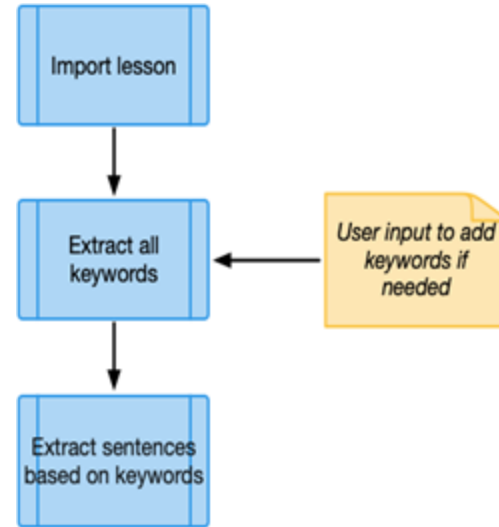 Import lesson
Extract all
keywords
User input to add
keywords if
needed
Extract sentences
based on keywords